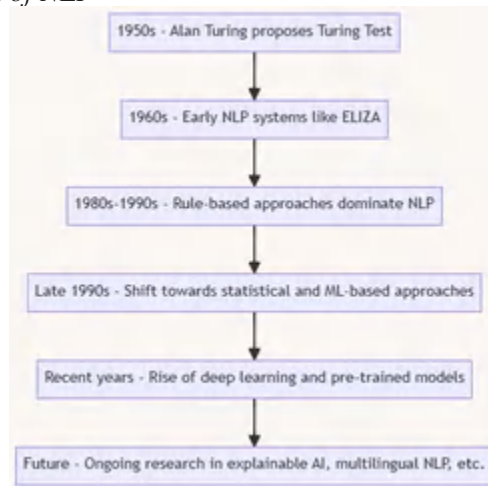 of NLP
1950s - Alan Turing proposes Turing Test
1960s - Early NLP systems like ELIZA
1980s-1990s - Rule-based approaches dominate NLP
Late 1990s - Shift towards statistical and ML-based approaches
Recent years - Rise of deep learning and pre-trained models
Future - Ongoing research in explainable AI, multilingual NLP, etc.